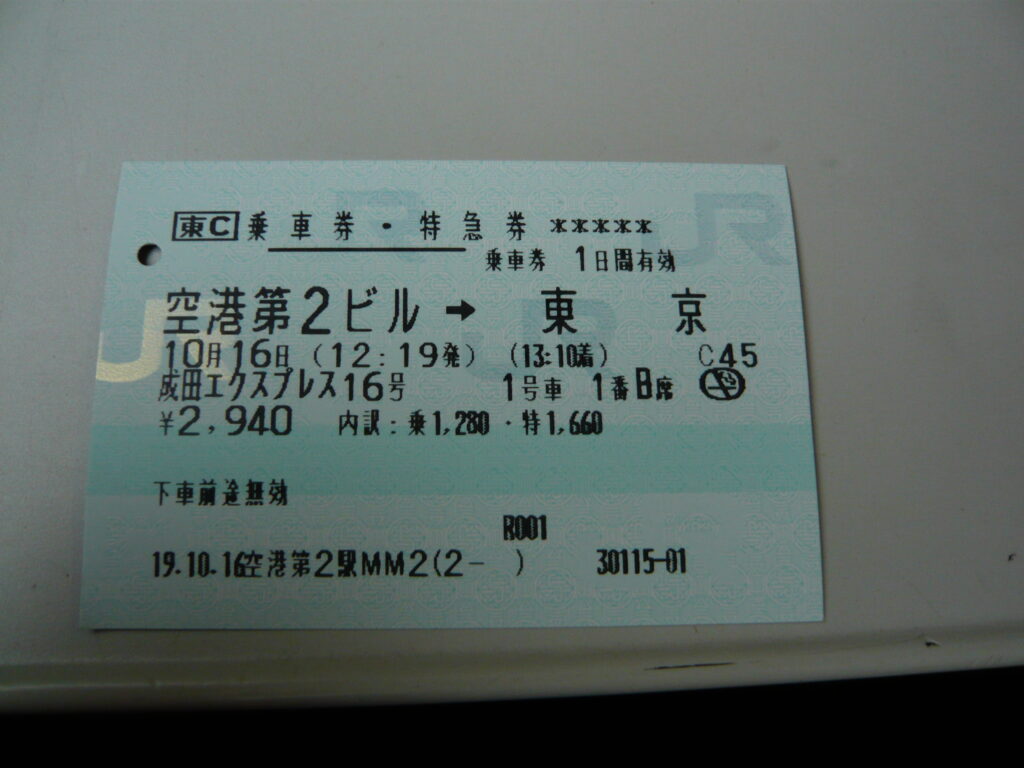 東C 乗車券・特急券 *****
乗車券 1日間有効
空港第2ビル → 東京
10月16日 (12:19発) (13:10着) C45
成田エクスプレス16号 1号車 1番B席
¥2,940 内訳:乗1,280・特1,660
下車前途無効
R001
19.10.16空港第2駅MM2(2- ) 30115-01
JR
JR
JR